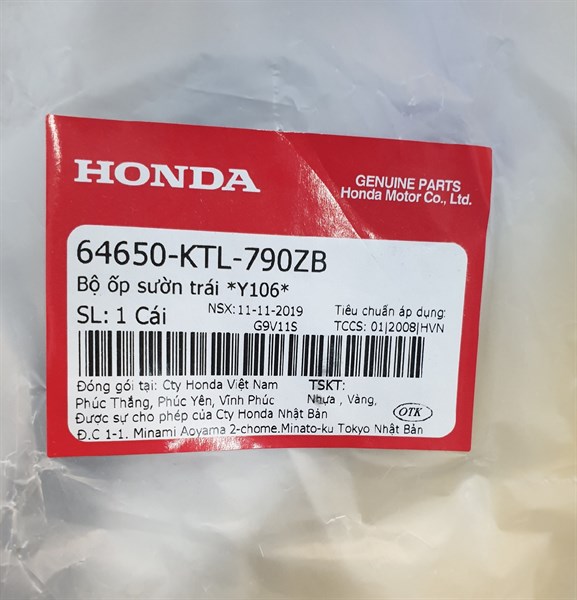 HONDA
GENUINE PARTS
Honda Motor Co., Ltd.
64650-KTL-790ZB
Bộ ốp sườn trái *Y106*
SL: 1 Cái
NSX:11-11-2019
G9V11S
Tiêu chuẩn áp dụng:
TCCS: 01|2008|HVN
Đóng gói tại: Cty Honda Việt Nam
Phúc Thắng, Phúc Yên, Vĩnh Phúc
TSKT:
Nhựa , Vàng,
Được sự cho phép của Cty Honda Nhật Bản
OTK
Đ.C 1-1. Minami Aoyama 2-chome.Minato-ku Tokyo Nhật Bản